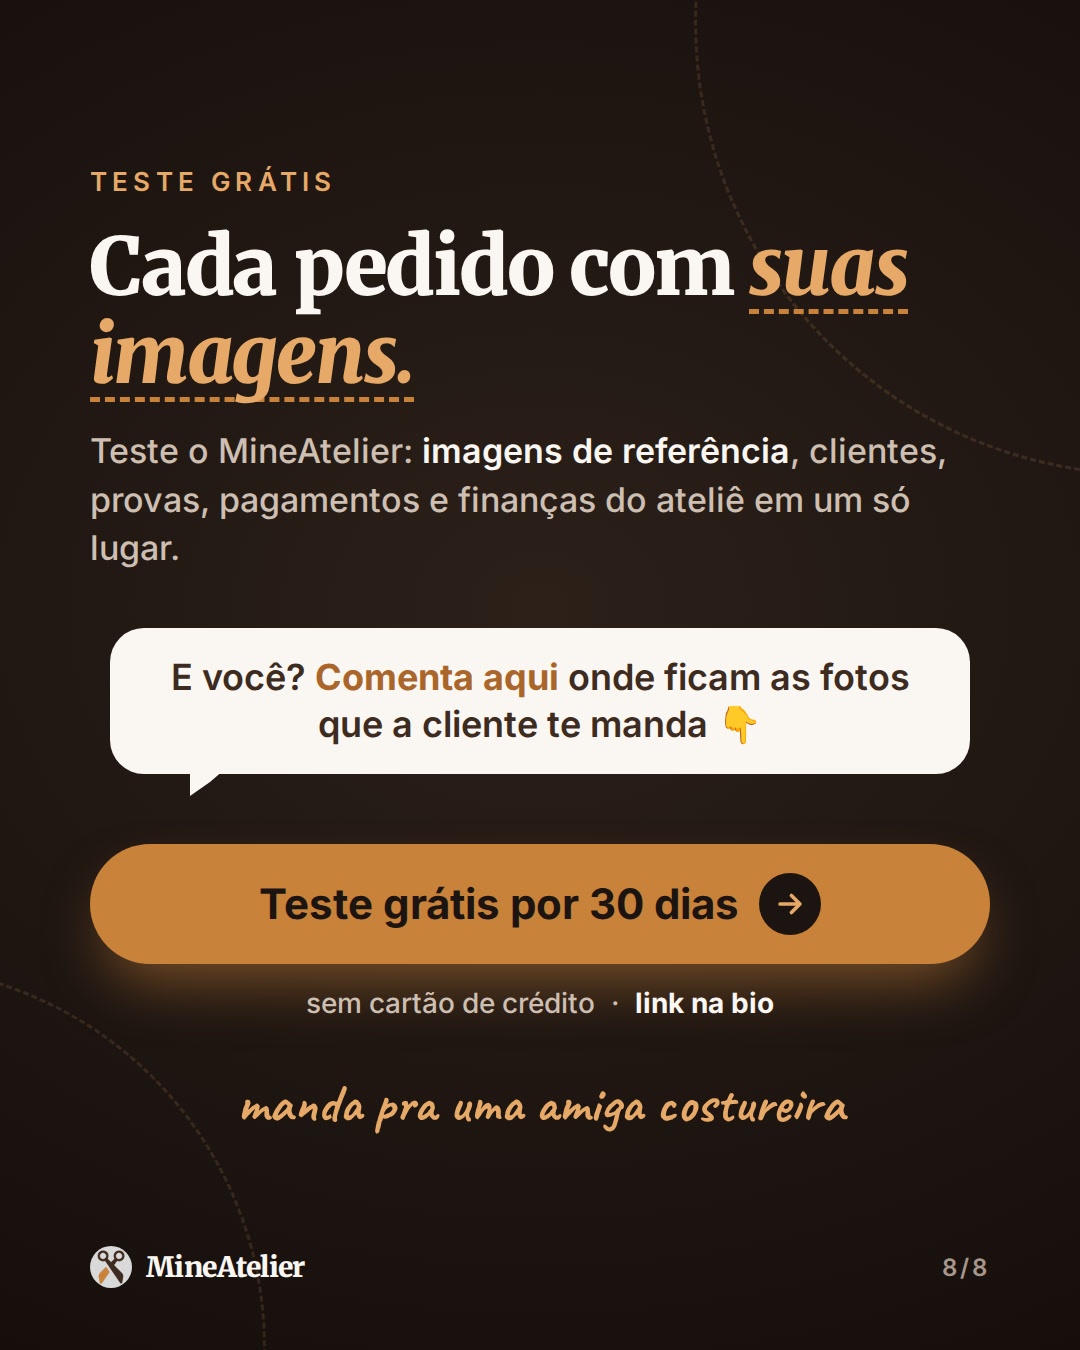 TESTE GRÁTIS
Cada pedido com suas
imagens.
Teste o MineAtelier: imagens de referência, clientes,
provas, pagamentos e finanças do ateliê em um só
lugar.
E você? Comenta aqui onde ficam as fotos
que a cliente te manda 👇
Teste grátis por 30 dias →
sem cartão de crédito · link na bio
manda pra uma amiga costureira
MineAtelier
8/8